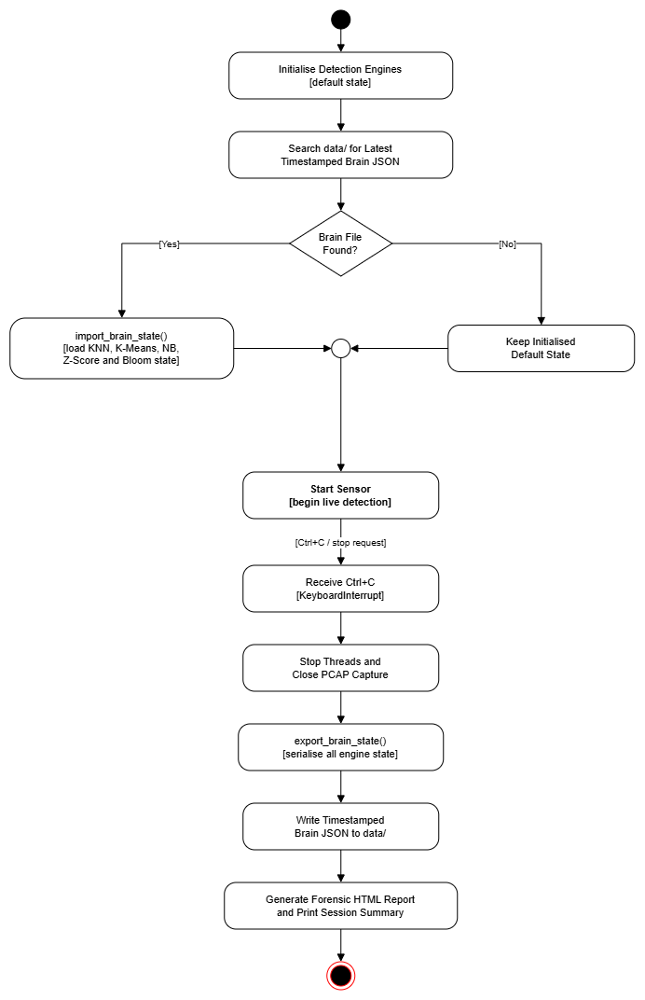 Initialise Detection Engines
[default state]
Search data/ for Latest
Timestamped Brain JSON
Brain File
Found?
[Yes]
[No]
import_brain_state()
[load KNN, K-Means, NB,
Z-Score and Bloom state]
Keep Initialised
Default State
Start Sensor
[begin live detection]
[Ctrl+C / stop request]
Receive Ctrl+C
[KeyboardInterrupt]
Stop Threads and
Close PCAP Capture
export_brain_state()
[serialise all engine state]
Write Timestamped
Brain JSON to data/
Generate Forensic HTML Report
and Print Session Summary